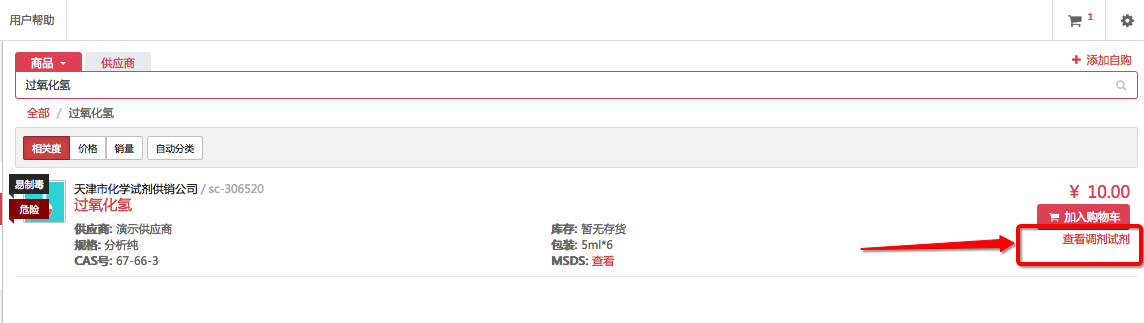 用户帮助 1
商品 供应商 添加自购
过氧化氢
全部 / 过氧化氢
相关度 价格 销量 自动分类
易制毒
危险
天津市化学试剂供销公司 / sc-306520
过氧化氢
¥ 10.00
加入购物车
供应商: 演示供应商 库存: 暂无存货
查看调剂试剂
规格: 分析纯 包装: 5ml*6
CAS号: 67-66-3 MSDS: 查看